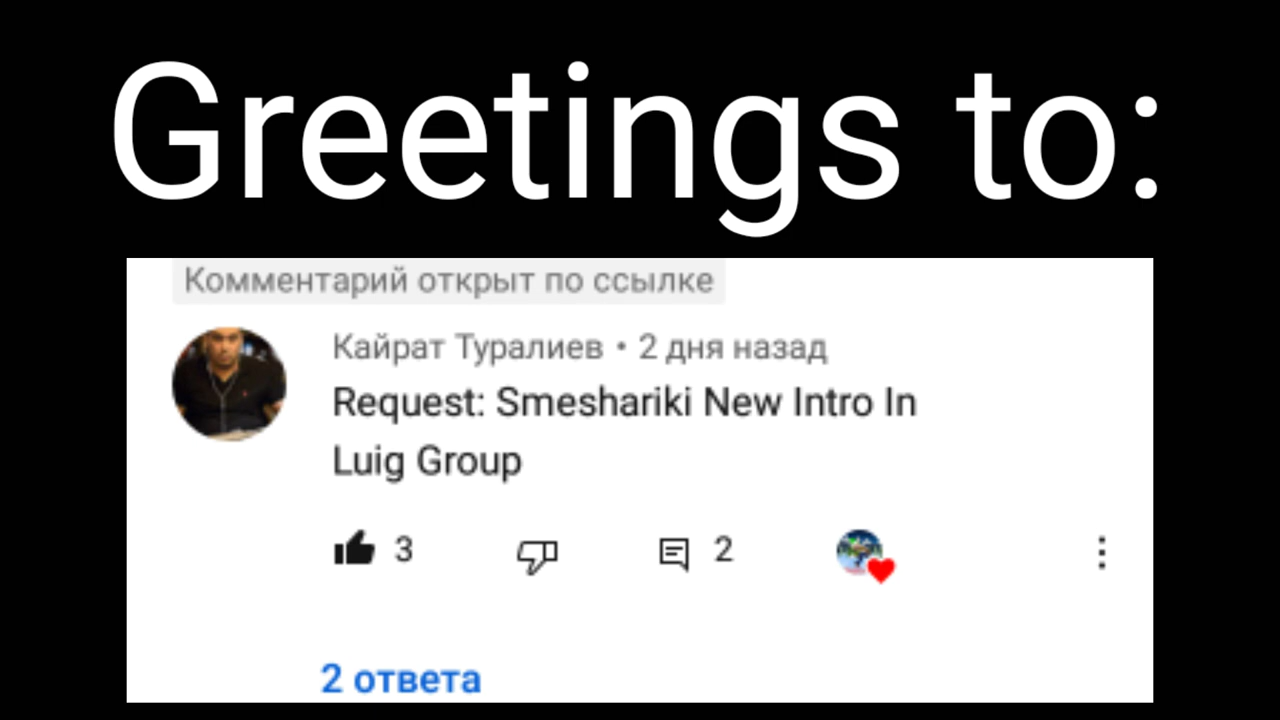 Greetings to:
Комментарий открыт по ссылке
Кайрат Туралиев • 2 дня назад
Request: Smeshariki New Intro In
Luig Group
3 2
2 ответа